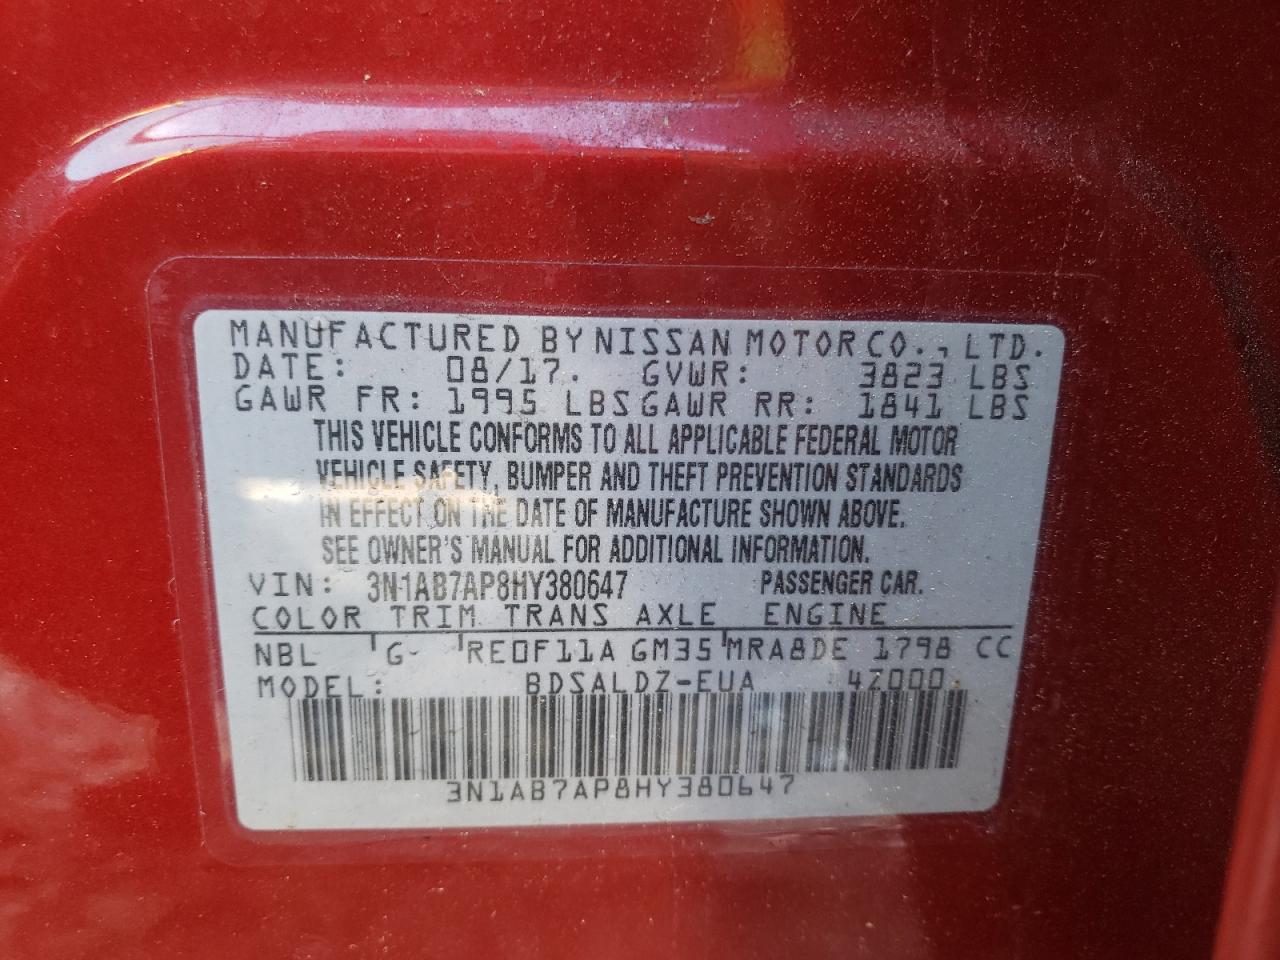 MANUFACTURED BY NISSAN MOTOR CO., LTD.
DATE: 08/17. GVWR: 3823 LBS
GAWR FR: 1995 LBS GAWR RR: 1841 LBS
THIS VEHICLE CONFORMS TO ALL APPLICABLE FEDERAL MOTOR
VEHICLE SAFETY, BUMPER AND THEFT PREVENTION STANDARDS
IN EFFECT ON THE DATE OF MANUFACTURE SHOWN ABOVE.
SEE OWNER'S MANUAL FOR ADDITIONAL INFORMATION.
VIN: 3N1AB7AP8HY380647 PASSENGER CAR.
COLOR TRIM TRANS AXLE ENGINE
NBL G RE0F11A GM35 MRA8DE 1798 CC
MODEL: BDSALDZ-EUA 4Z000.
3N1AB7AP8HY380647